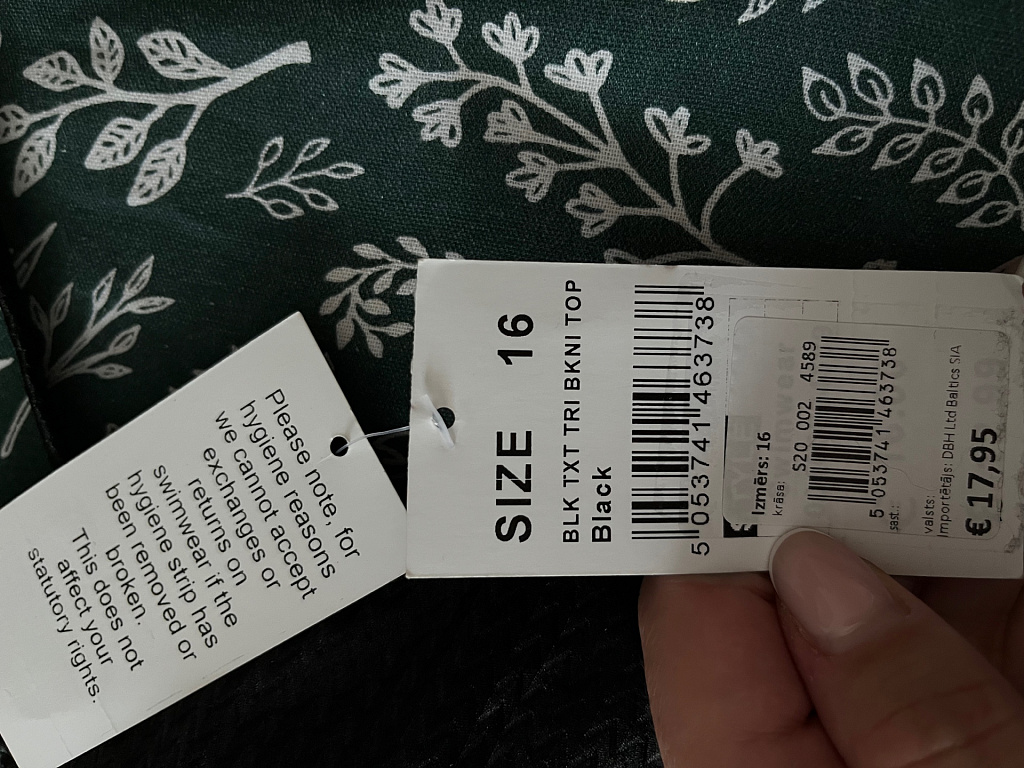 Please note, for
hygiene reasons
we cannot accept
exchanges or
returns on
swimwear if the
hygiene strip has
been removed or
broken.
This does not
affect your
statutory rights.
SIZE 16
BLK TXT TRI BKNI TOP
Black
5 053741 463738
Izmērs: 16
krāsa:
S20 002 4589
5 053741 463738
sast.:
valsts:
Importētājs: DBH Ltd Baltics SIA
€ 17,95